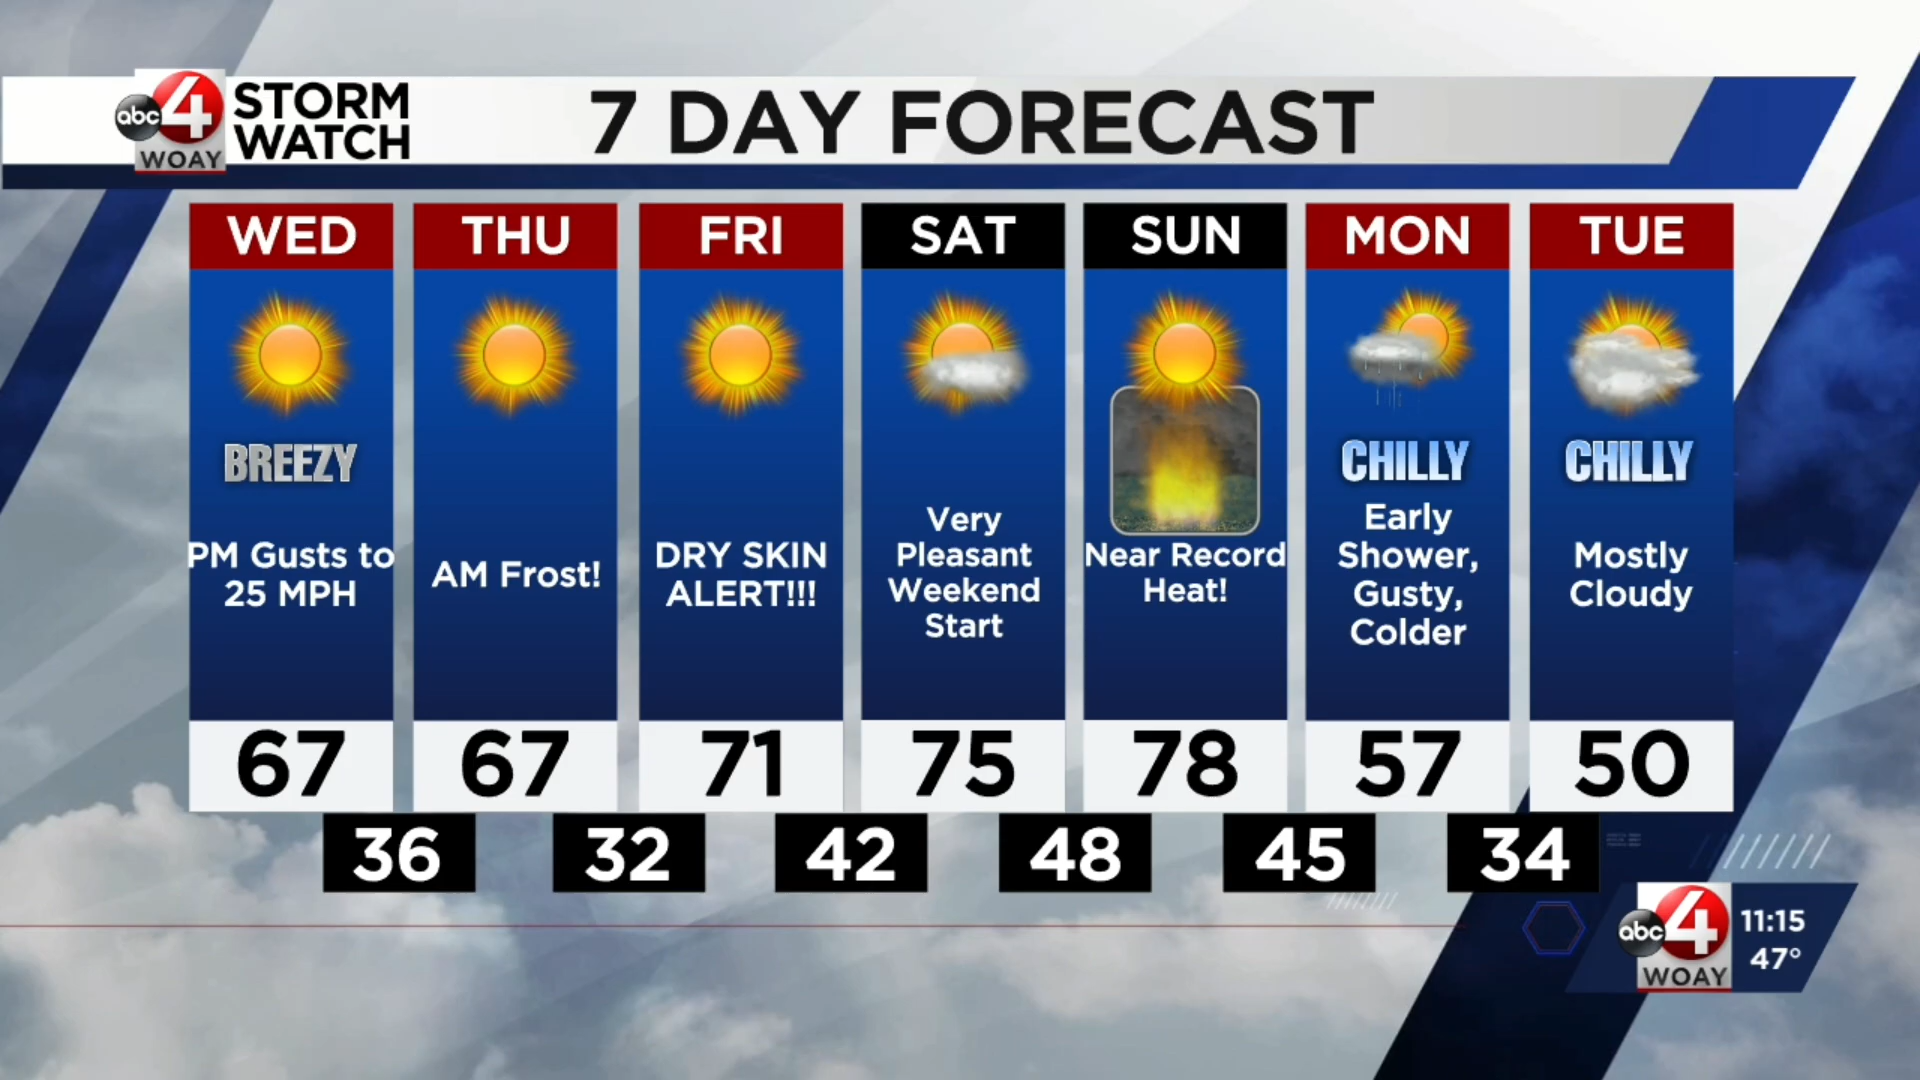 abc 4 WOAY
STORM
WATCH
7 DAY FORECAST
WED
BREEZY
PM Gusts to
25 MPH
67
36
THU
AM Frost!
67
32
FRI
DRY SKIN
ALERT!!!
71
42
SAT
Very
Pleasant
Weekend
Start
75
48
SUN
Near Record
Heat!
78
45
MON
CHILLY
Early
Shower,
Gusty,
Colder
57
34
TUE
CHILLY
Mostly
Cloudy
50
abc 4 WOAY
11:15
47°